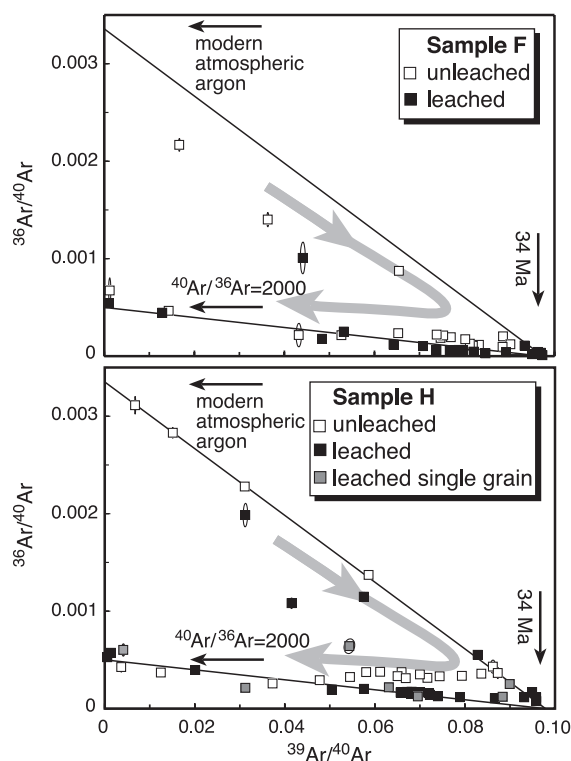 0.003
modern
atmospheric
argon
Sample F
unleached
leached
0.002
36Ar/40Ar
0.001
34 Ma
40Ar/36Ar=2000
0
0.003
modern
atmospheric
argon
Sample H
unleached
leached
leached single grain
0.002
36Ar/40Ar
0.001
34 Ma
40Ar/36Ar=2000
0
0 0.02 0.04 0.06 0.08 0.10
39Ar/40Ar